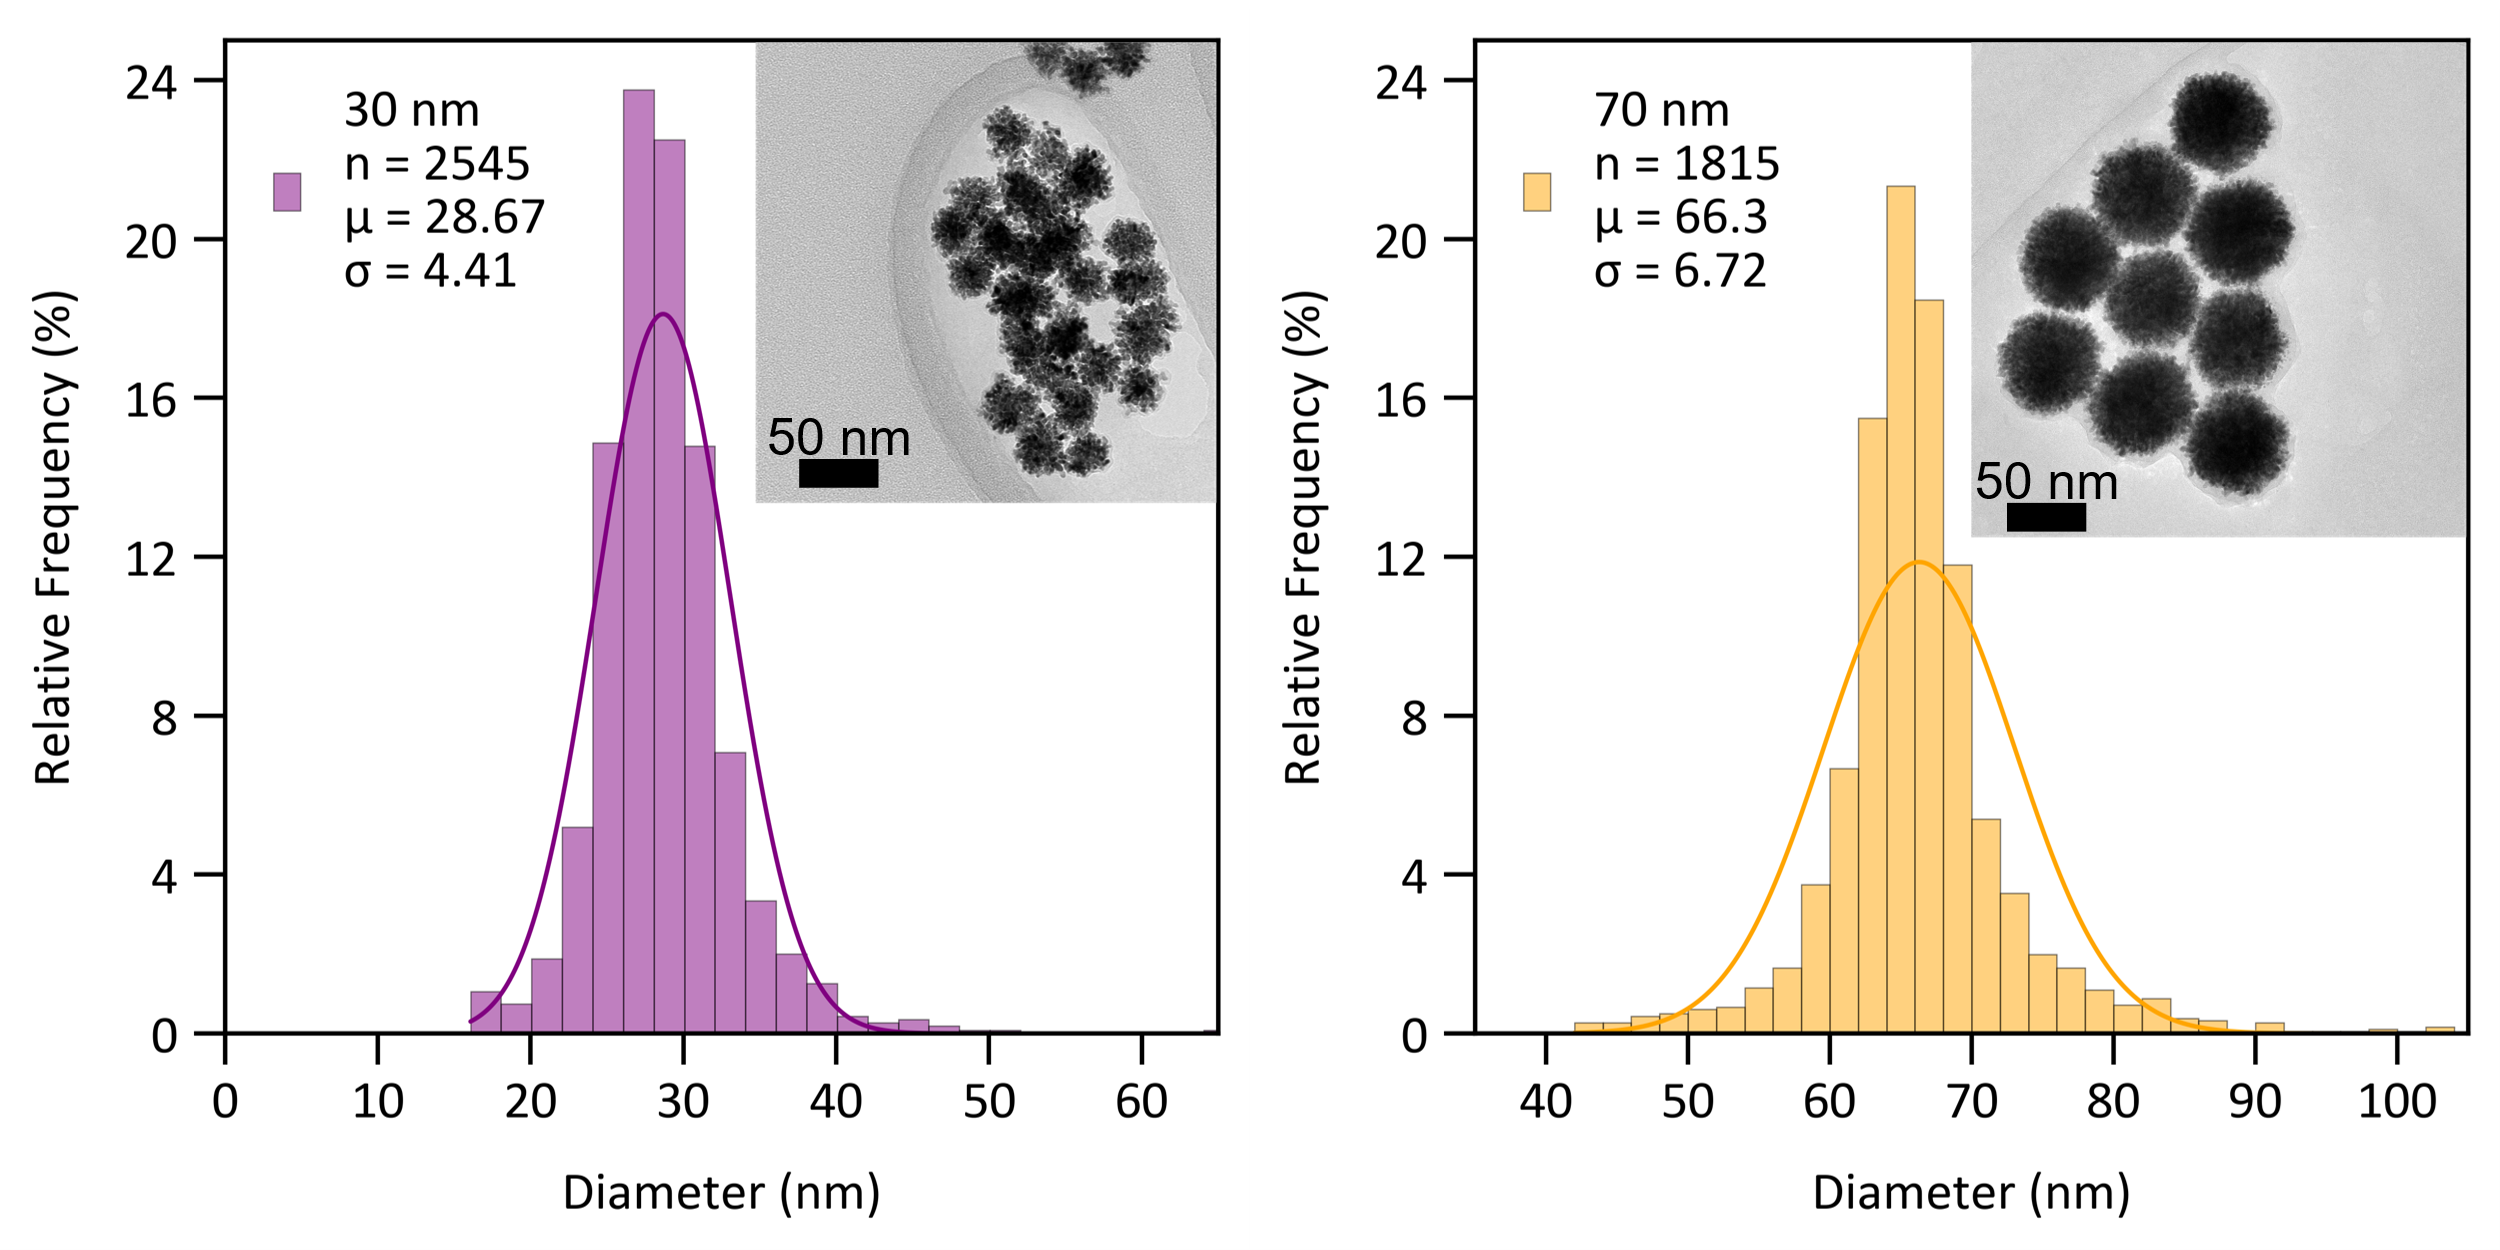 30 nm
n = 2545
μ = 28.67
σ = 4.41
50 nm
24
20
16
12
8
4
0
Relative Frequency (%)
0 10 20 30 40 50 60
Diameter (nm)
70 nm
n = 1815
μ = 66.3
σ = 6.72
50 nm
24
20
16
12
8
4
0
Relative Frequency (%)
40 50 60 70 80 90 100
Diameter (nm)